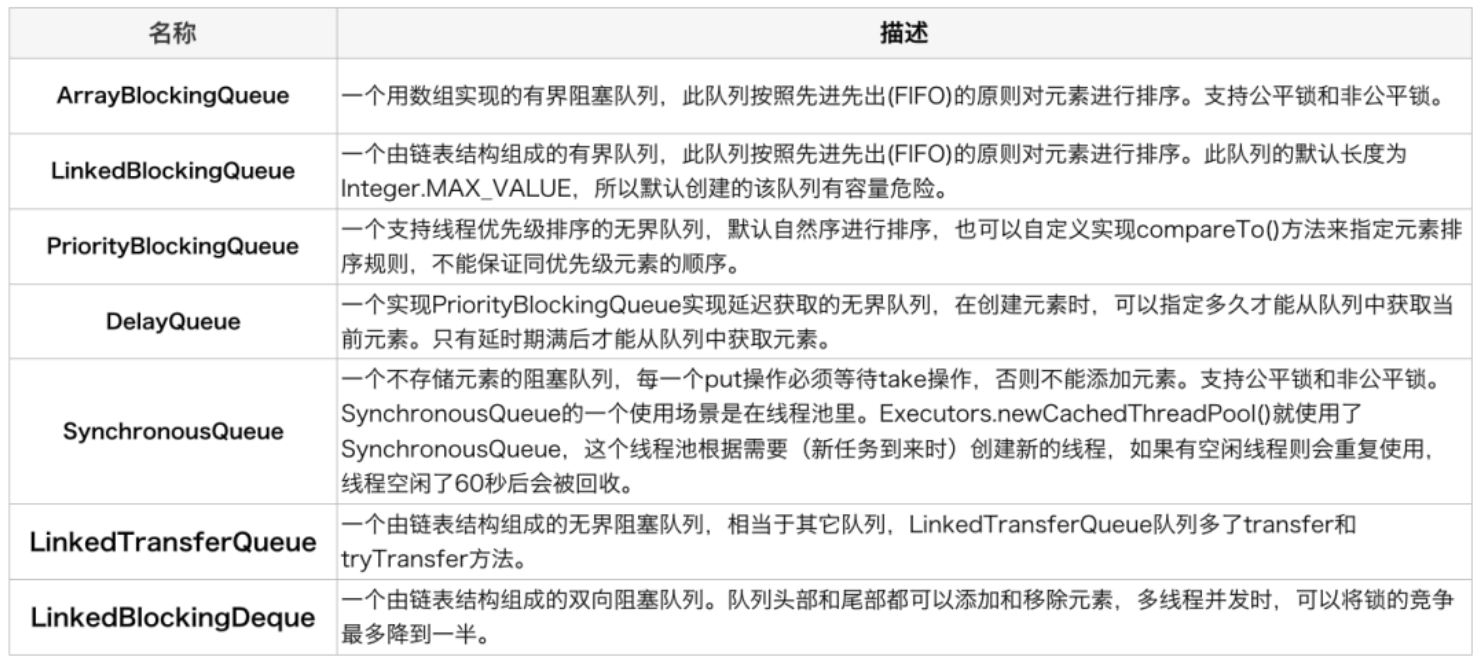 名称
描述
ArrayBlockingQueue
一个用数组实现的有界阻塞队列，此队列按照先进先出(FIFO)的原则对元素进行排序。支持公平锁和非公平锁。
LinkedBlockingQueue
一个由链表结构组成的有界队列，此队列按照先进先出(FIFO)的原则对元素进行排序。此队列的默认长度为
Integer.MAX_VALUE，所以默认创建的该队列有容量危险。
PriorityBlockingQueue
一个支持线程优先级排序的无界队列，默认自然序进行排序，也可以自定义实现compareTo()方法来指定元素排
序规则，不能保证同优先级元素的顺序。
DelayQueue
一个实现PriorityBlockingQueue实现延迟获取的无界队列，在创建元素时，可以指定多久才能从队列中获取当
前元素。只有延时期满后才能从队列中获取元素。
SynchronousQueue
一个不存储元素的阻塞队列，每一个put操作必须等待take操作，否则不能添加元素。支持公平锁和非公平锁。
SynchronousQueue的一个使用场景是在线程池里。Executors.newCachedThreadPool()就使用了
SynchronousQueue，这个线程池根据需要（新任务到来时）创建新的线程，如果有空闲线程则会重复使用，
线程空闲了60秒后会被回收。
LinkedTransferQueue
一个由链表结构组成的无界阻塞队列，相当于其它队列，LinkedTransferQueue队列多了transfer和
tryTransfer方法。
LinkedBlockingDeque
一个由链表结构组成的双向阻塞队列。队列头部和尾部都可以添加和移除元素，多线程并发时，可以将锁的竞争
最多降到一半。